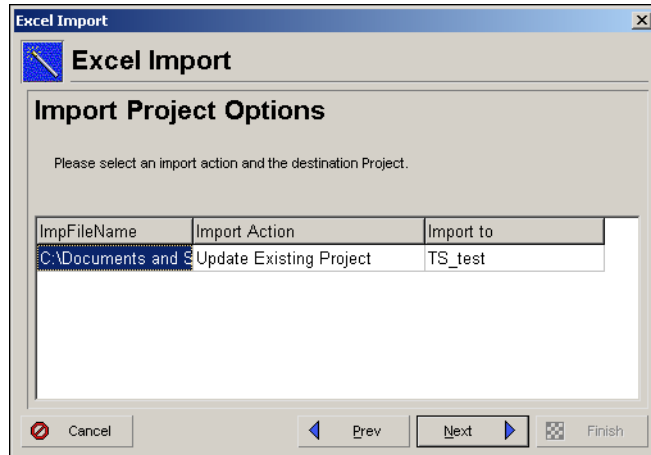 Excel Import
Excel Import
Import Project Options
Please select an import action and the destination Project.
ImpFileName Import Action Import to
C:\Documents and S Update Existing Project TS_test
Cancel Prev Next Finish